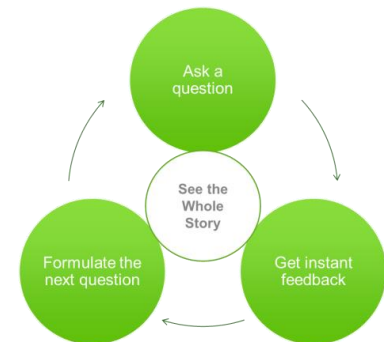 Ask a
question
See the
Whole
Story
Formulate the
next question
Get instant
feedback